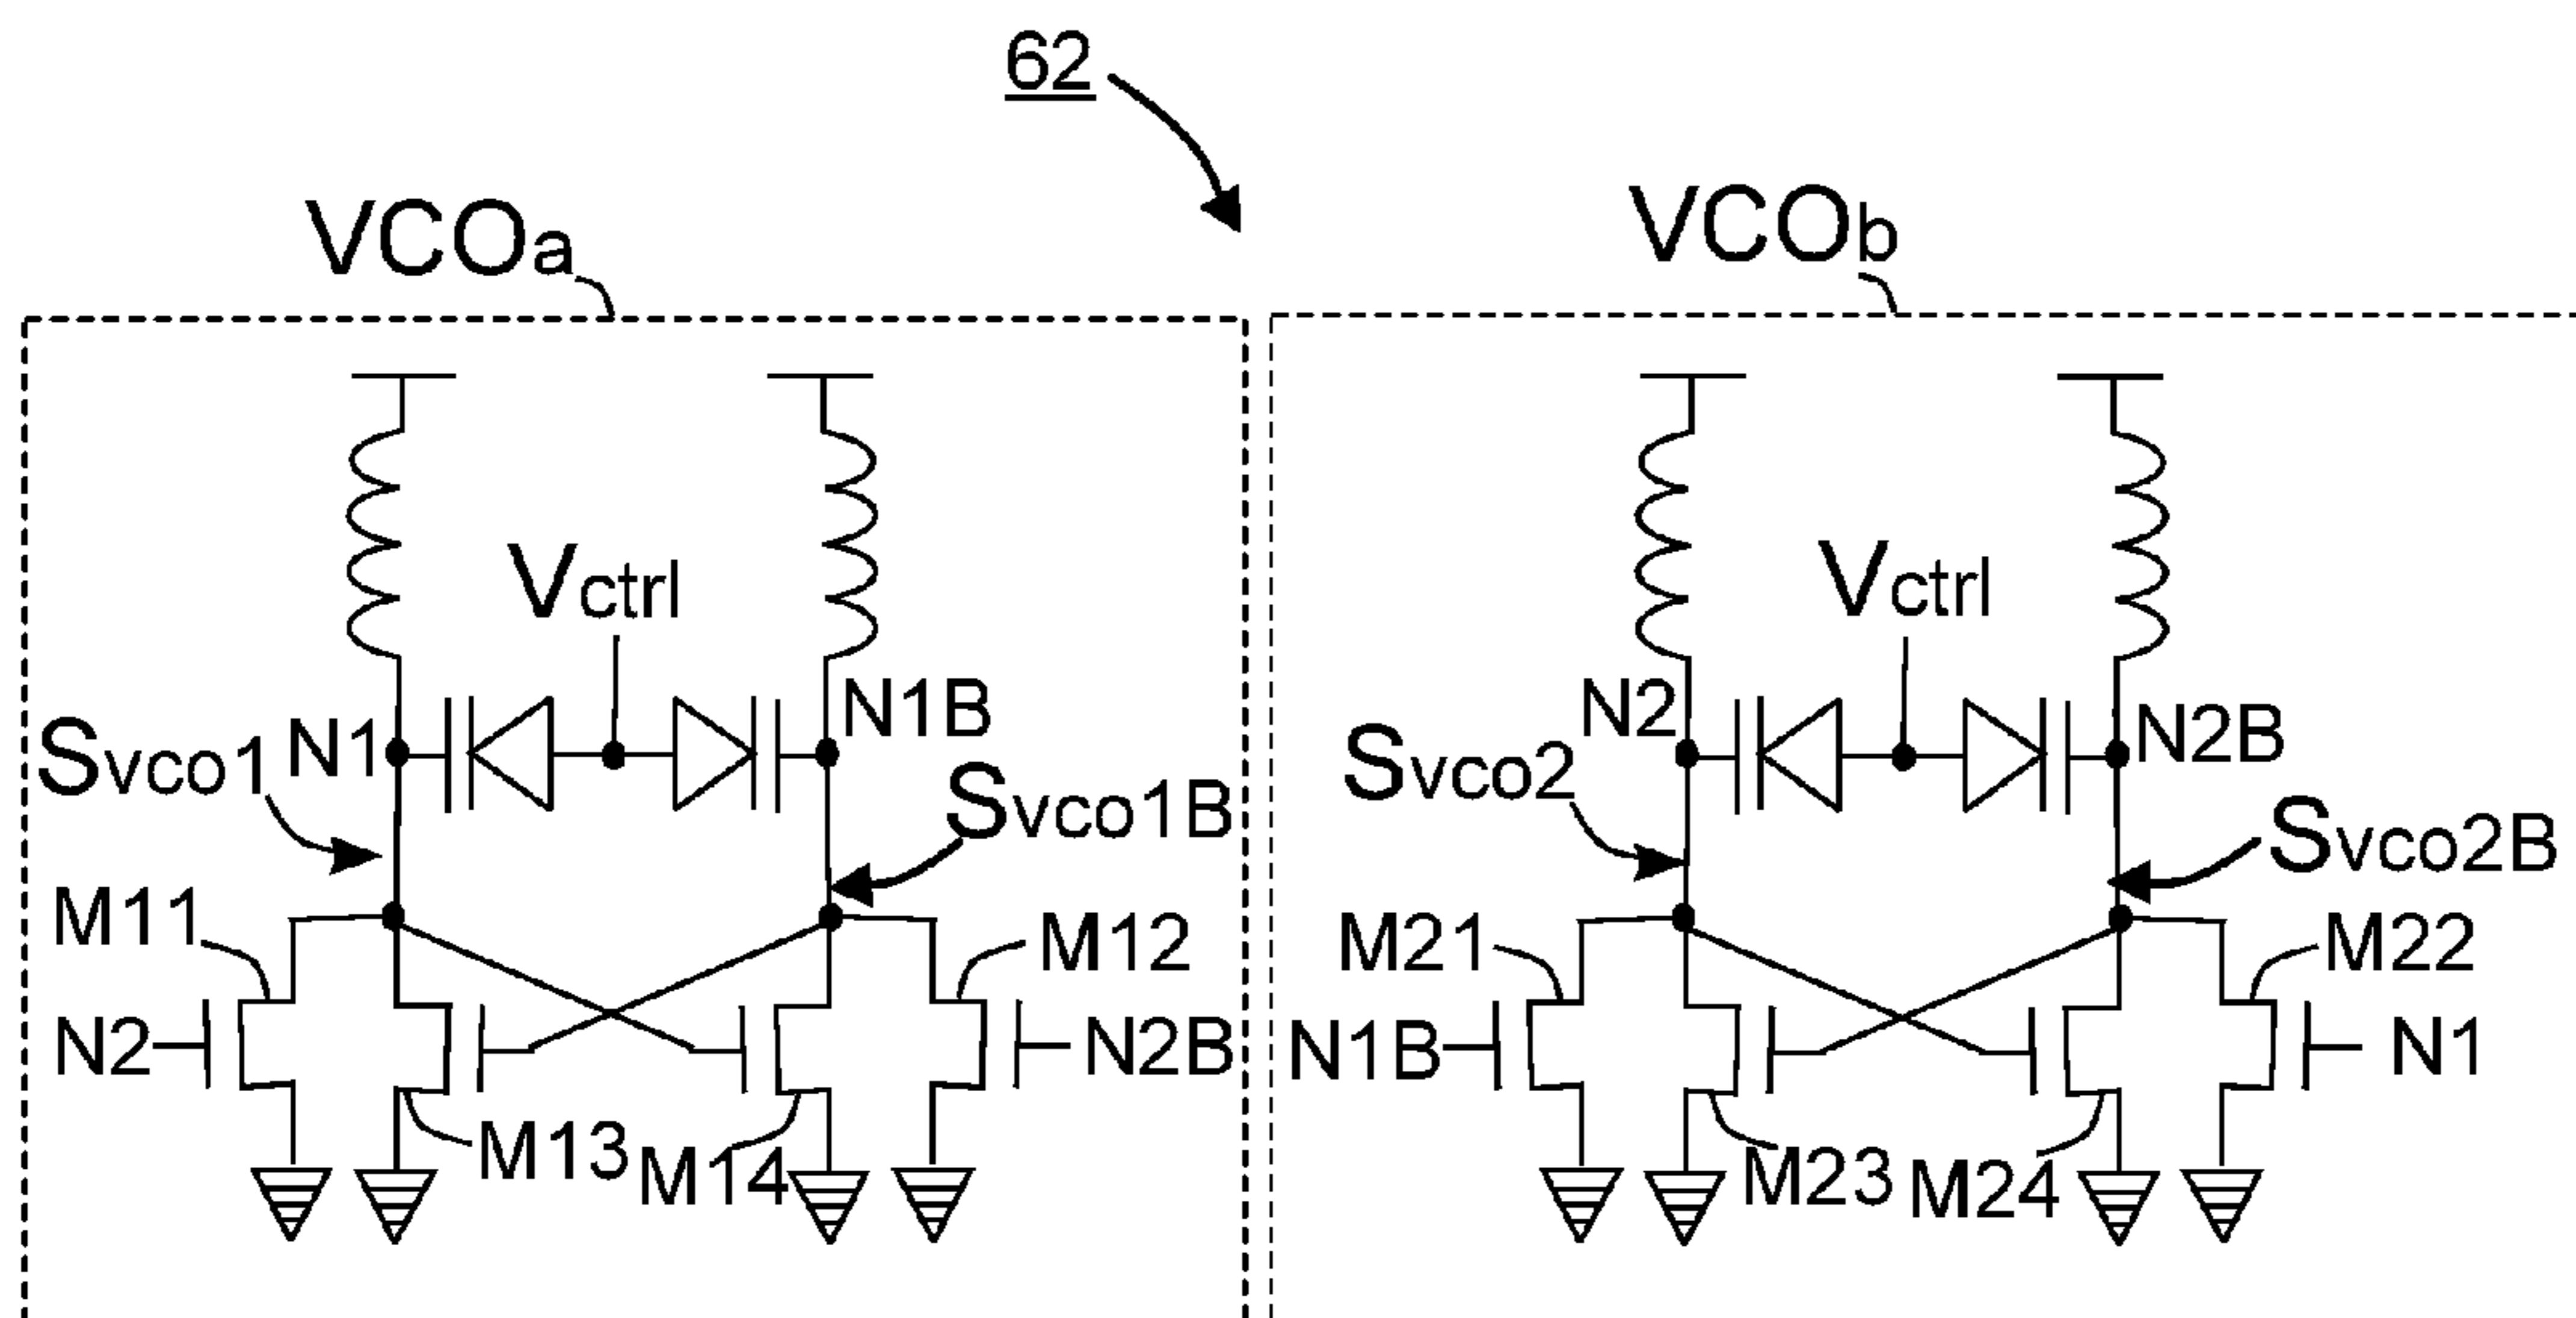 62
VCOa
VCOb
Vctrl
Vctrl
N1
N1B
N2
N2B
Svco1
Svco1B
Svco2
Svco2B
M11
M12
M21
M22
N2
N2B
N1B
N1
M13
M14
M23
M24